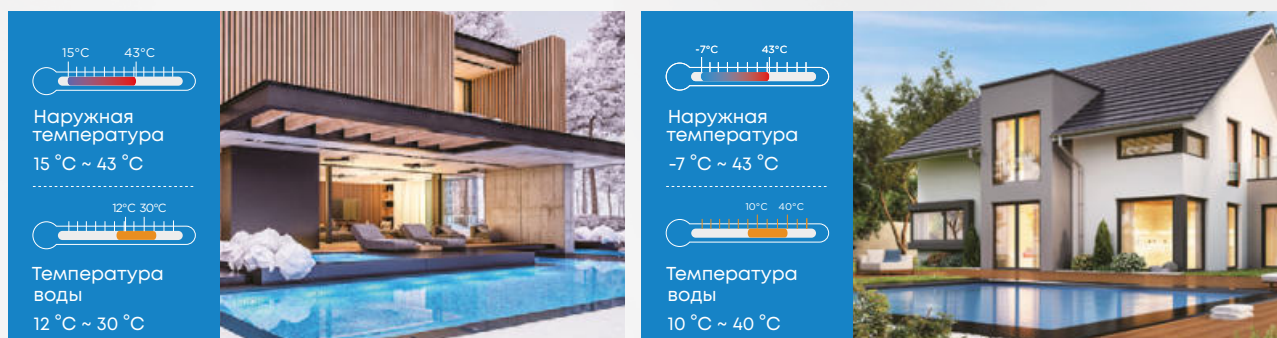 15°C 43°C
Наружная
температура
15 °C ~ 43 °C
12°C 30°C
Температура
воды
12 °C ~ 30 °C
-7°C 43°C
Наружная
температура
-7 °C ~ 43 °C
10°C 40°C
Температура
воды
10 °C ~ 40 °C